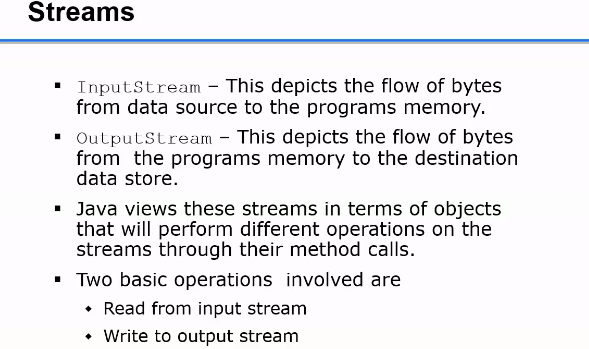 Streams
▪ InputStream – This depicts the flow of bytes
from data source to the programs memory.
▪ OutputStream – This depicts the flow of bytes
from  the programs memory to the destination
data store.
▪ Java views these streams in terms of objects
that will perform different operations on the
streams through their method calls.
▪ Two basic operations  involved are
◆ Read from input stream
◆ Write to output stream